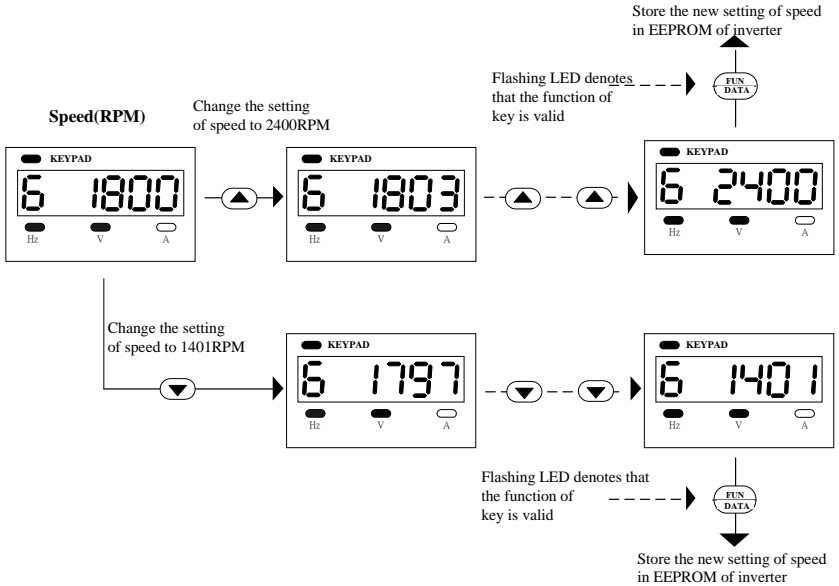 Store the new setting of speed
in EEPROM of inverter
Flashing LED denotes
that the function of
key is valid
FUN
DATA
Speed(RPM)
Change the setting
of speed to 2400RPM
KEYPAD
6 1800
Hz V A
KEYPAD
6 1803
Hz V A
KEYPAD
6 2400
Hz V A
Change the setting
of speed to 1401RPM
KEYPAD
6 1797
Hz V A
KEYPAD
6 1401
Hz V A
Flashing LED denotes that
the function of
key is valid
FUN
DATA
Store the new setting of speed
in EEPROM of inverter